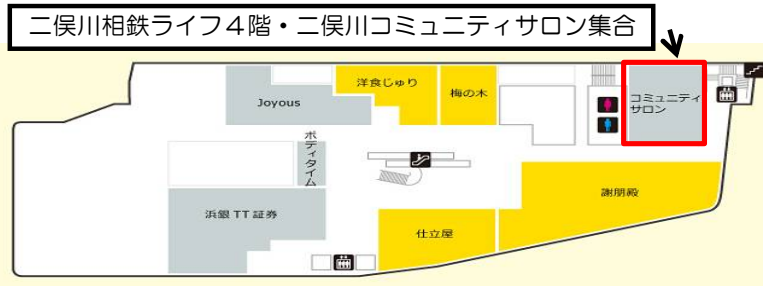 二俣川相鉄ライフ４階・二俣川コミュニティサロン集合
洋食じゅり
梅の木
Joyous
コミュニティ
サロン
ボディタイム
謝朋殿
浜銀 TT 証券
仕立屋